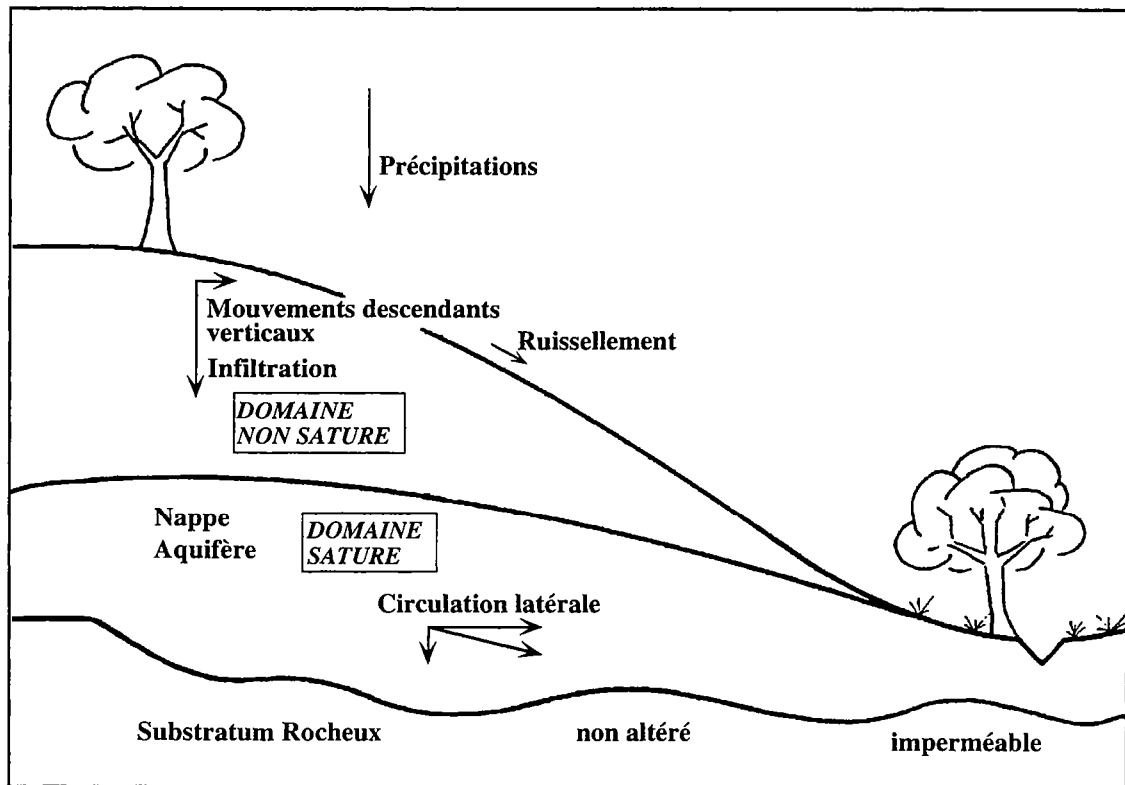 Précipitations
Mouvements descendants
verticaux
Ruissellement
Infiltration
DOMAINE
NON SATURE
Nappe
Aquifère
DOMAINE
SATURE
Circulation latérale
Substratum Rocheux non altéré imperméable